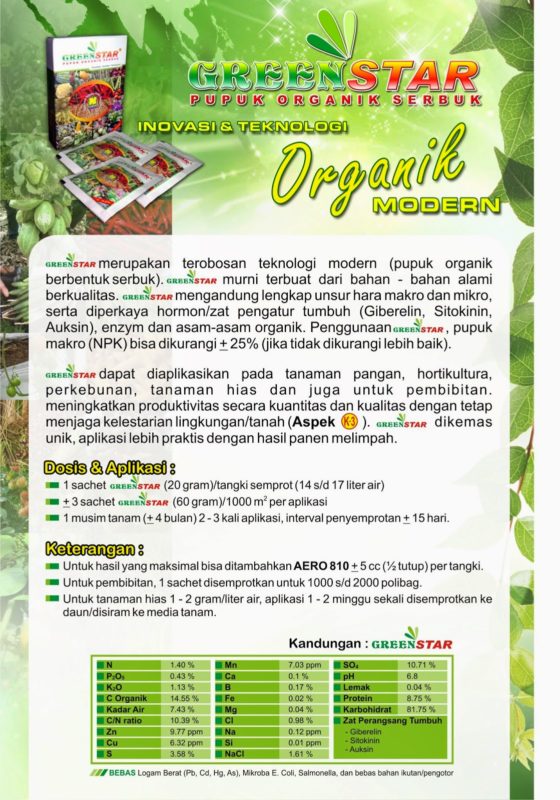 GREENSTAR
PUPUK ORGANIK SERBUK
GREENSTAR
INOVASI & TEKNOLOGI
Organik
MODERN
GREENSTAR merupakan terobosan teknologi modern (pupuk organik
berbentuk serbuk). GREENSTAR murni terbuat dari bahan - bahan alami
berkualitas. GREENSTAR mengandung lengkap unsur hara makro dan mikro,
serta diperkaya hormon/zat pengatur tumbuh (Giberelin, Sitokinin,
Auksin), enzym dan asam-asam organik. Penggunaan GREENSTAR , pupuk
makro (NPK) bisa dikurangi ± 25% (jika tidak dikurangi lebih baik).
GREENSTAR dapat diaplikasikan pada tanaman pangan, hortikultura,
perkebunan, tanaman hias dan juga untuk pembibitan.
meningkatkan produktivitas secara kuantitas dan kualitas dengan tetap
menjaga kelestarian lingkungan/tanah (Aspek K-3 ). GREENSTAR dikemas
unik, aplikasi lebih praktis dengan hasil panen melimpah.
Dosis & Aplikasi :
1 sachet GREENSTAR (20 gram)/tangki semprot (14 s/d 17 liter air)
± 3 sachet GREENSTAR (60 gram)/1000 m² per aplikasi
1 musim tanam (± 4 bulan) 2 - 3 kali aplikasi, interval penyemprotan ± 15 hari.
Keterangan :
Untuk hasil yang maksimal bisa ditambahkan AERO 810 ± 5 cc (½ tutup) per tangki.
Untuk pembibitan, 1 sachet disemprotkan untuk 1000 s/d 2000 polibag.
Untuk tanaman hias 1 - 2 gram/liter air, aplikasi 1 - 2 minggu sekali disemprotkan ke
daun/disiram ke media tanam.
Kandungan : GREENSTAR
N 1.40 % Mn 7.03 ppm SO₄ 10.71 %
P₂O₅ 0.43 % Ca 0.1 % pH 6.8
K₂O 1.13 % B 0.17 % Lemak 0.04 %
C Organik 14.55 % Fe 0.02 % Protein 8.75 %
Kadar Air 7.43 % Mg 0.04 % Karbohidrat 81.75 %
C/N ratio 10.39 % Cl 0.98 % Zat Perangsang Tumbuh
Zn 9.77 ppm Na 0.12 ppm - Giberelin
Cu 6.32 ppm Si 0.01 ppm - Sitokinin
S 3.58 % NaCl 1.61 % - Auksin
BEBAS Logam Berat (Pb, Cd, Hg, As), Mikroba E. Coli, Salmonella, dan bebas bahan ikutan/pengotor